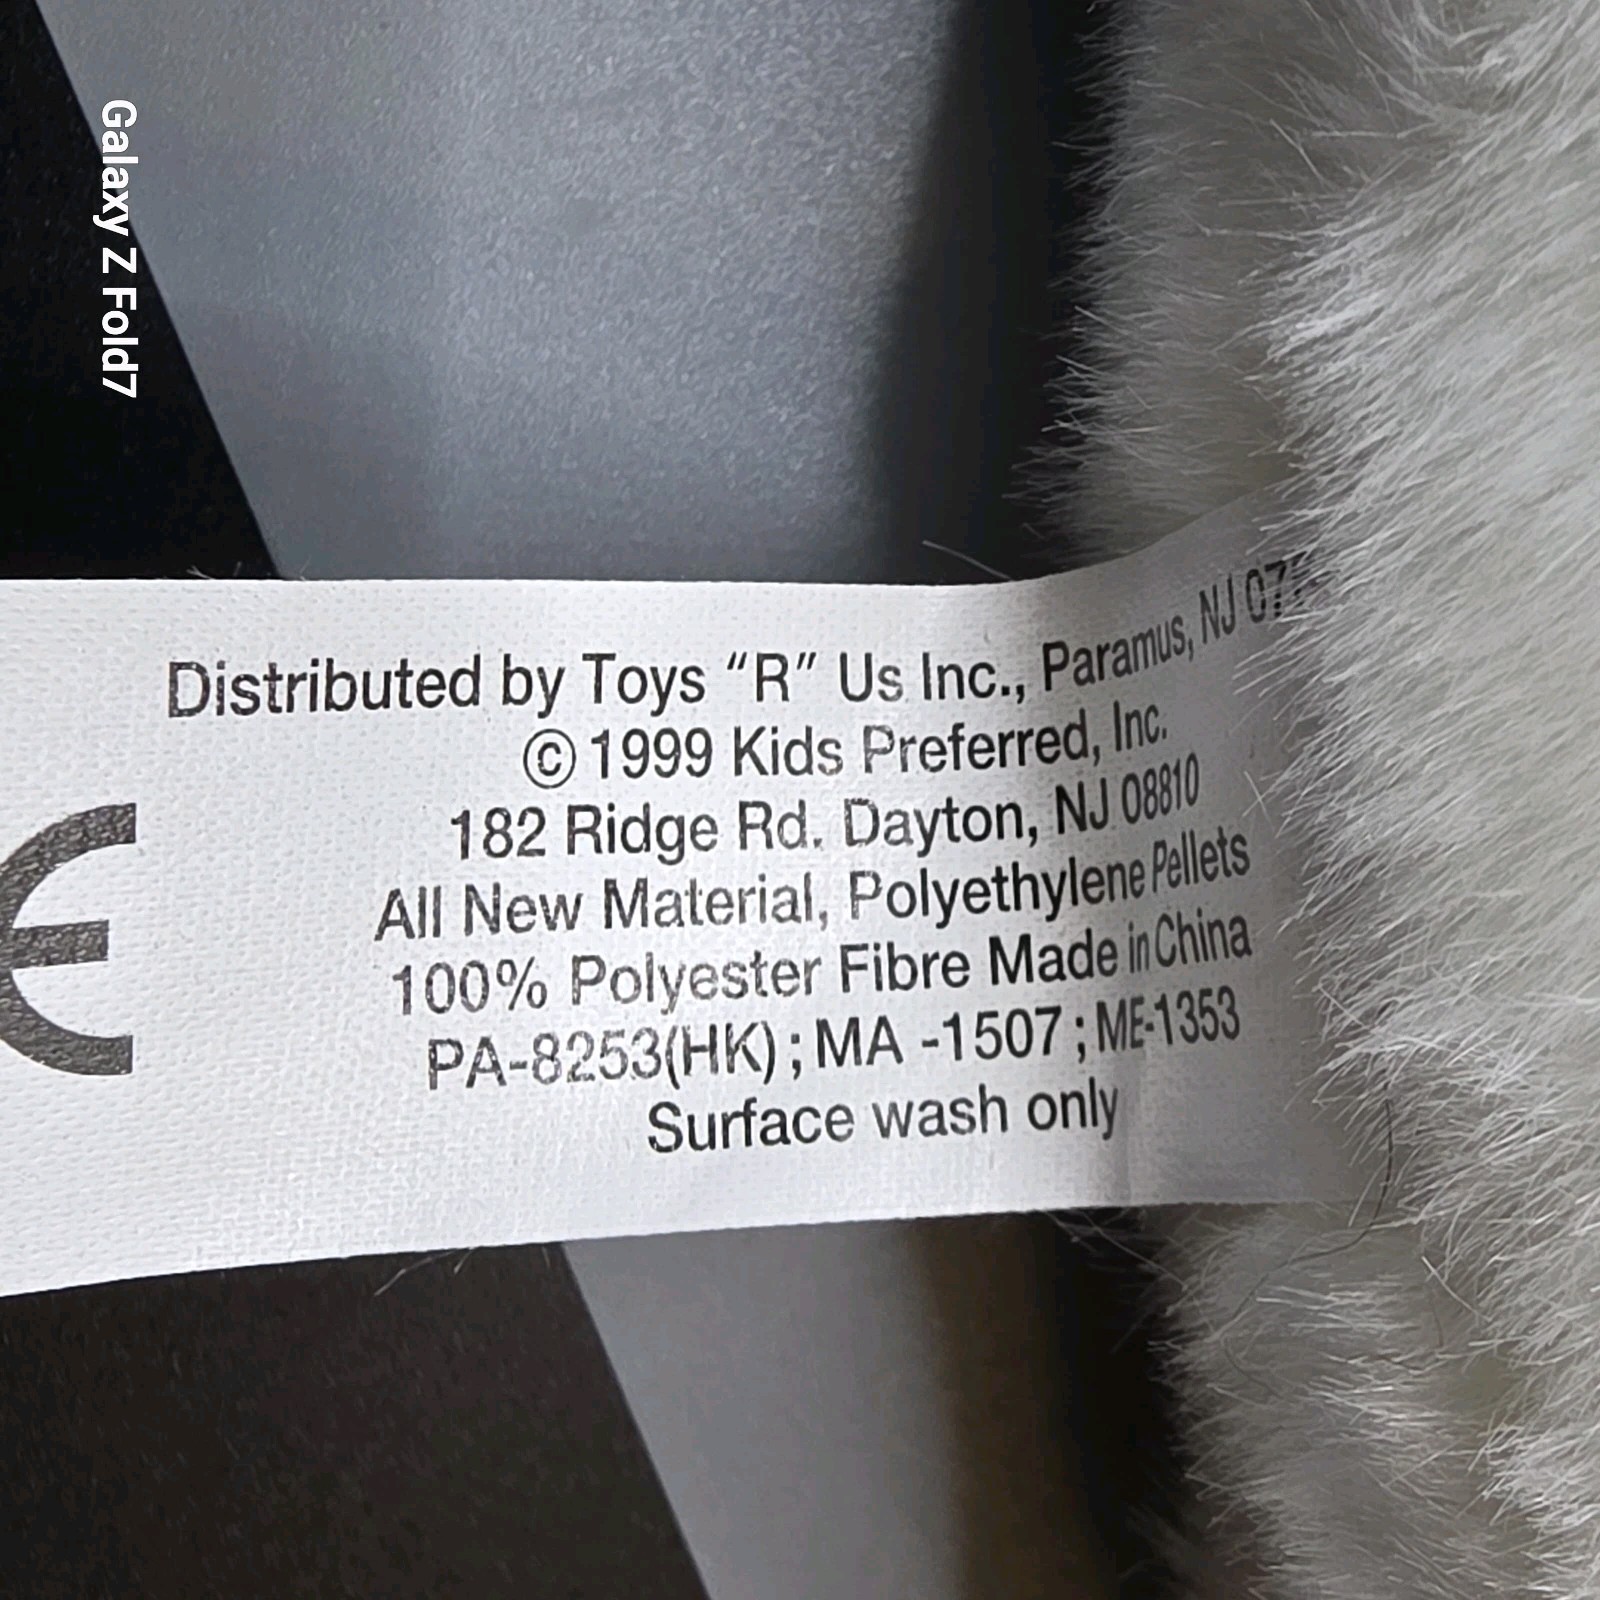 Galaxy Z Fold7
Distributed by Toys “R” Us Inc., Paramus, NJ
© 1999 Kids Preferred, Inc.
182 Ridge Rd. Dayton, NJ 08810
All New Material, Polyethylene Pellets
100% Polyester Fibre Made in China
PA-8253(HK) ; MA -1507 ; ME-1353
Surface wash only